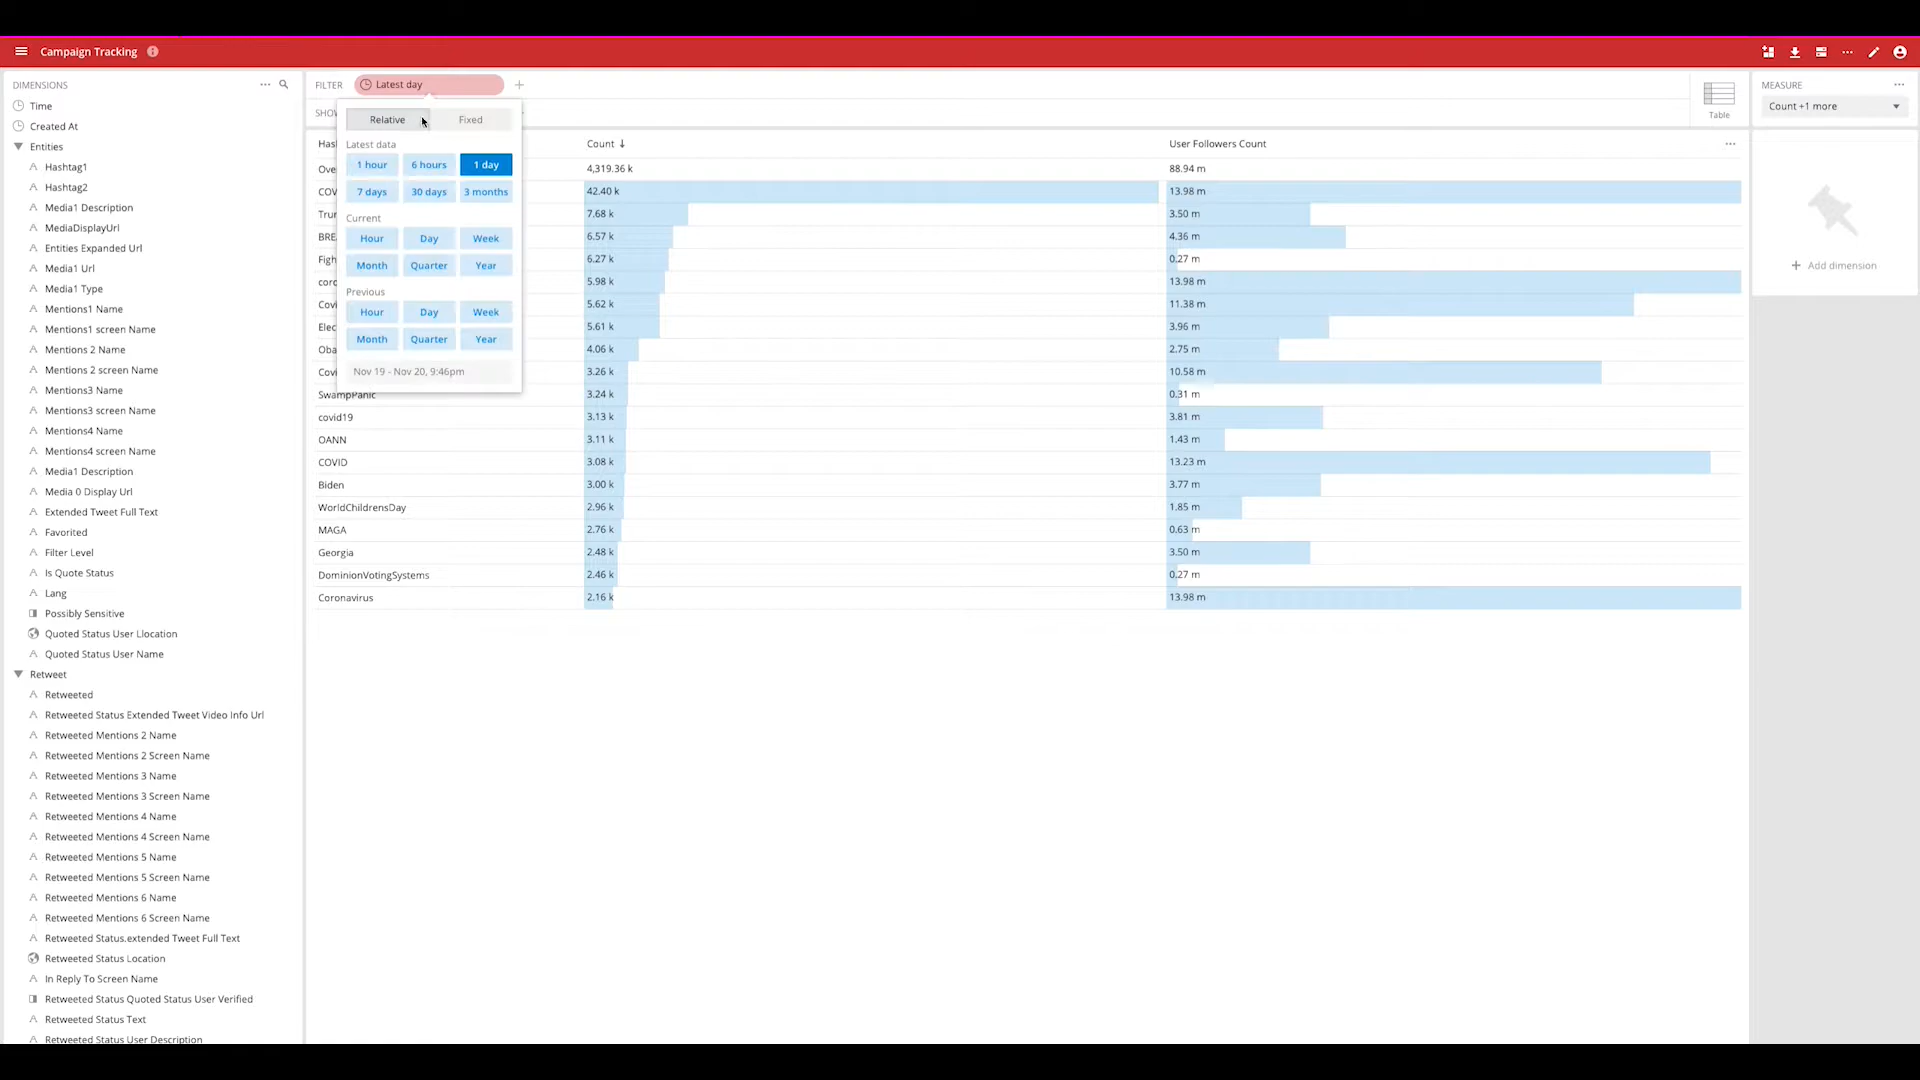 Campaign Tracking
DIMENSIONS
Time
Created At
Entities
Hashtag1
Hashtag2
Media1 Description
MediaDisplayUrl
Entities Expanded Url
Media1 Url
Media1 Type
Mentions1 Name
Mentions1 screen Name
Mentions 2 Name
Mentions 2 screen Name
Mentions3 Name
Mentions3 screen Name
Mentions4 Name
Mentions4 screen Name
Media1 Description
Media 0 Display Url
Extended Tweet Full Text
Favorited
Filter Level
Is Quote Status
Lang
Possibly Sensitive
Quoted Status User Llocation
Quoted Status User Name
Retweet
Retweeted
Retweeted Status Extended Tweet Video Info Url
Retweeted Mentions 2 Name
Retweeted Mentions 2 Screen Name
Retweeted Mentions 3 Name
Retweeted Mentions 3 Screen Name
Retweeted Mentions 4 Name
Retweeted Mentions 4 Screen Name
Retweeted Mentions 5 Name
Retweeted Mentions 5 Screen Name
Retweeted Mentions 6 Name
Retweeted Mentions 6 Screen Name
Retweeted Status.extended Tweet Full Text
Retweeted Status Location
In Reply To Screen Name
Retweeted Status Quoted Status User Verified
Retweeted Status Text
Retweeted Status User Description
FILTER Latest day
Relative Fixed
Latest data
1 hour 6 hours 1 day
7 days 30 days 3 months
Current
Hour Day Week
Month Quarter Year
Previous
Hour Day Week
Month Quarter Year
Nov 19 - Nov 20, 9:46pm
Table
Count User Followers Count
4,319.36 k 88.94 m
42.40 k 13.98 m
7.68 k 3.50 m
6.57 k 4.36 m
6.27 k 0.27 m
5.98 k 13.98 m
5.62 k 11.38 m
5.61 k 3.96 m
4.06 k 2.75 m
3.26 k 10.58 m
SwampPanic 3.24 k 0.31 m
covid19 3.13 k 3.81 m
OANN 3.11 k 1.43 m
COVID 3.08 k 13.23 m
Biden 3.00 k 3.77 m
WorldChildrensDay 2.96 k 1.85 m
MAGA 2.76 k 0.63 m
Georgia 2.48 k 3.50 m
DominionVotingSystems 2.46 k 0.27 m
Coronavirus 2.16 k 13.98 m
MEASURE
Count +1 more
+ Add dimension